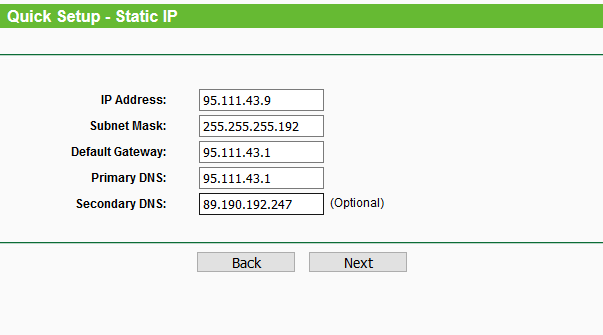 Quick Setup - Static IP
IP Address: 95.111.43.9
Subnet Mask: 255.255.255.192
Default Gateway: 95.111.43.1
Primary DNS: 95.111.43.1
Secondary DNS: 89.190.192.247 (Optional)
Back Next